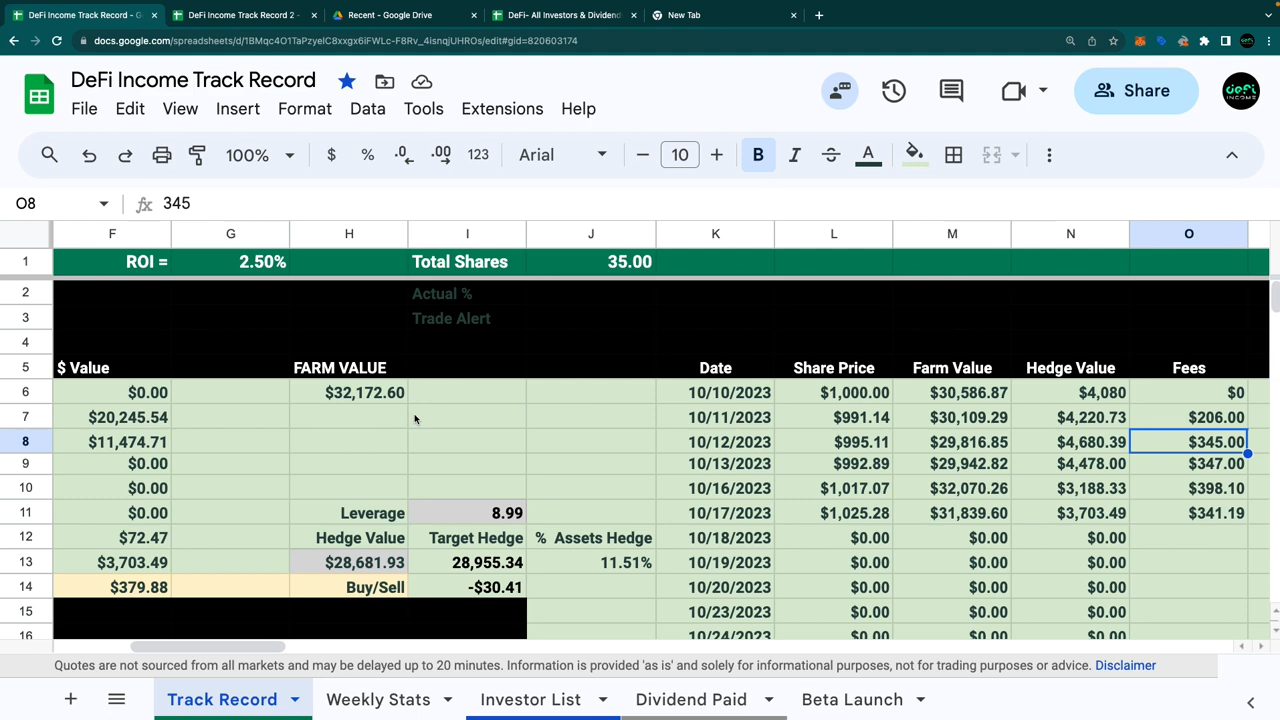 DeFi Income Track Record - G
DeFi Income Track Record 2 -
Recent - Google Drive
DeFi- All Investors & Dividend
New Tab
docs.google.com/spreadsheets/d/1BMqc4O1TaPzyelC8xxgx6iFWLc-F8Rv_4isnqjUHROs/edit#gid=820603174
DeFi Income Track Record
File Edit View Insert Format Data Tools Extensions Help
Share
defi
INCOME
100% $ % .0 .00 123 Arial 10 B I A
O8 fx 345
F G H I J K L M N O
1 ROI = 2.50% Total Shares 35.00
2 Actual %
3 Trade Alert
4
5 $ Value FARM VALUE Date Share Price Farm Value Hedge Value Fees
6 $0.00 $32,172.60 10/10/2023 $1,000.00 $30,586.87 $4,080 $0
7 $20,245.54 10/11/2023 $991.14 $30,109.29 $4,220.73 $206.00
8 $11,474.71 10/12/2023 $995.11 $29,816.85 $4,680.39 $345.00
9 $0.00 10/13/2023 $992.89 $29,942.82 $4,478.00 $347.00
10 $0.00 10/16/2023 $1,017.07 $32,070.26 $3,188.33 $398.10
11 $0.00 Leverage 8.99 10/17/2023 $1,025.28 $31,839.60 $3,703.49 $341.19
12 $72.47 Hedge Value Target Hedge % Assets Hedge 10/18/2023 $0.00 $0.00 $0.00
13 $3,703.49 $28,681.93 28,955.34 11.51% 10/19/2023 $0.00 $0.00 $0.00
14 $379.88 Buy/Sell -$30.41 10/20/2023 $0.00 $0.00 $0.00
15 10/23/2023 $0.00 $0.00 $0.00
16 10/24/2023 $0.00 $0.00 $0.00
Quotes are not sourced from all markets and may be delayed up to 20 minutes. Information is provided 'as is' and solely for informational purposes, not for trading purposes or advice. Disclaimer
Track Record Weekly Stats Investor List Dividend Paid Beta Launch